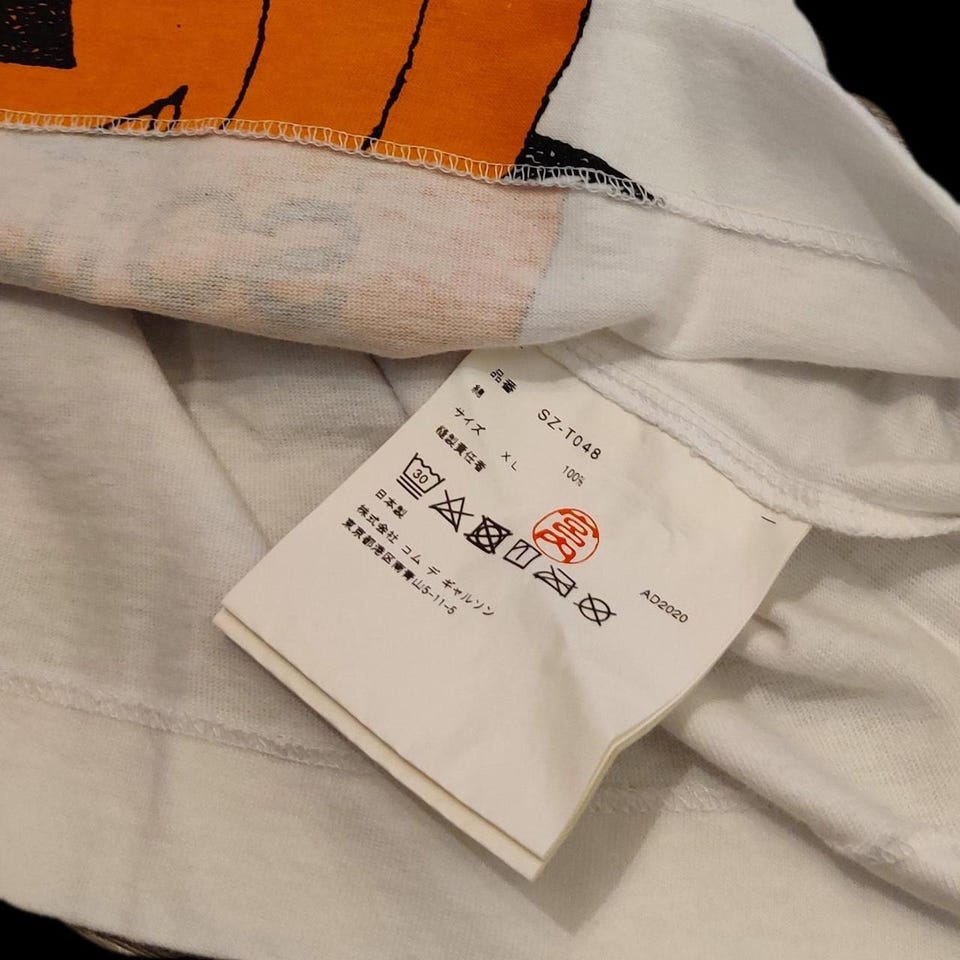 品番 SZ-T048
綿 100%
サイズ XL
縫製責任者
30
日本製
株式会社 コム デ ギャルソン
東京都港区南青山5-11-5
AD2020